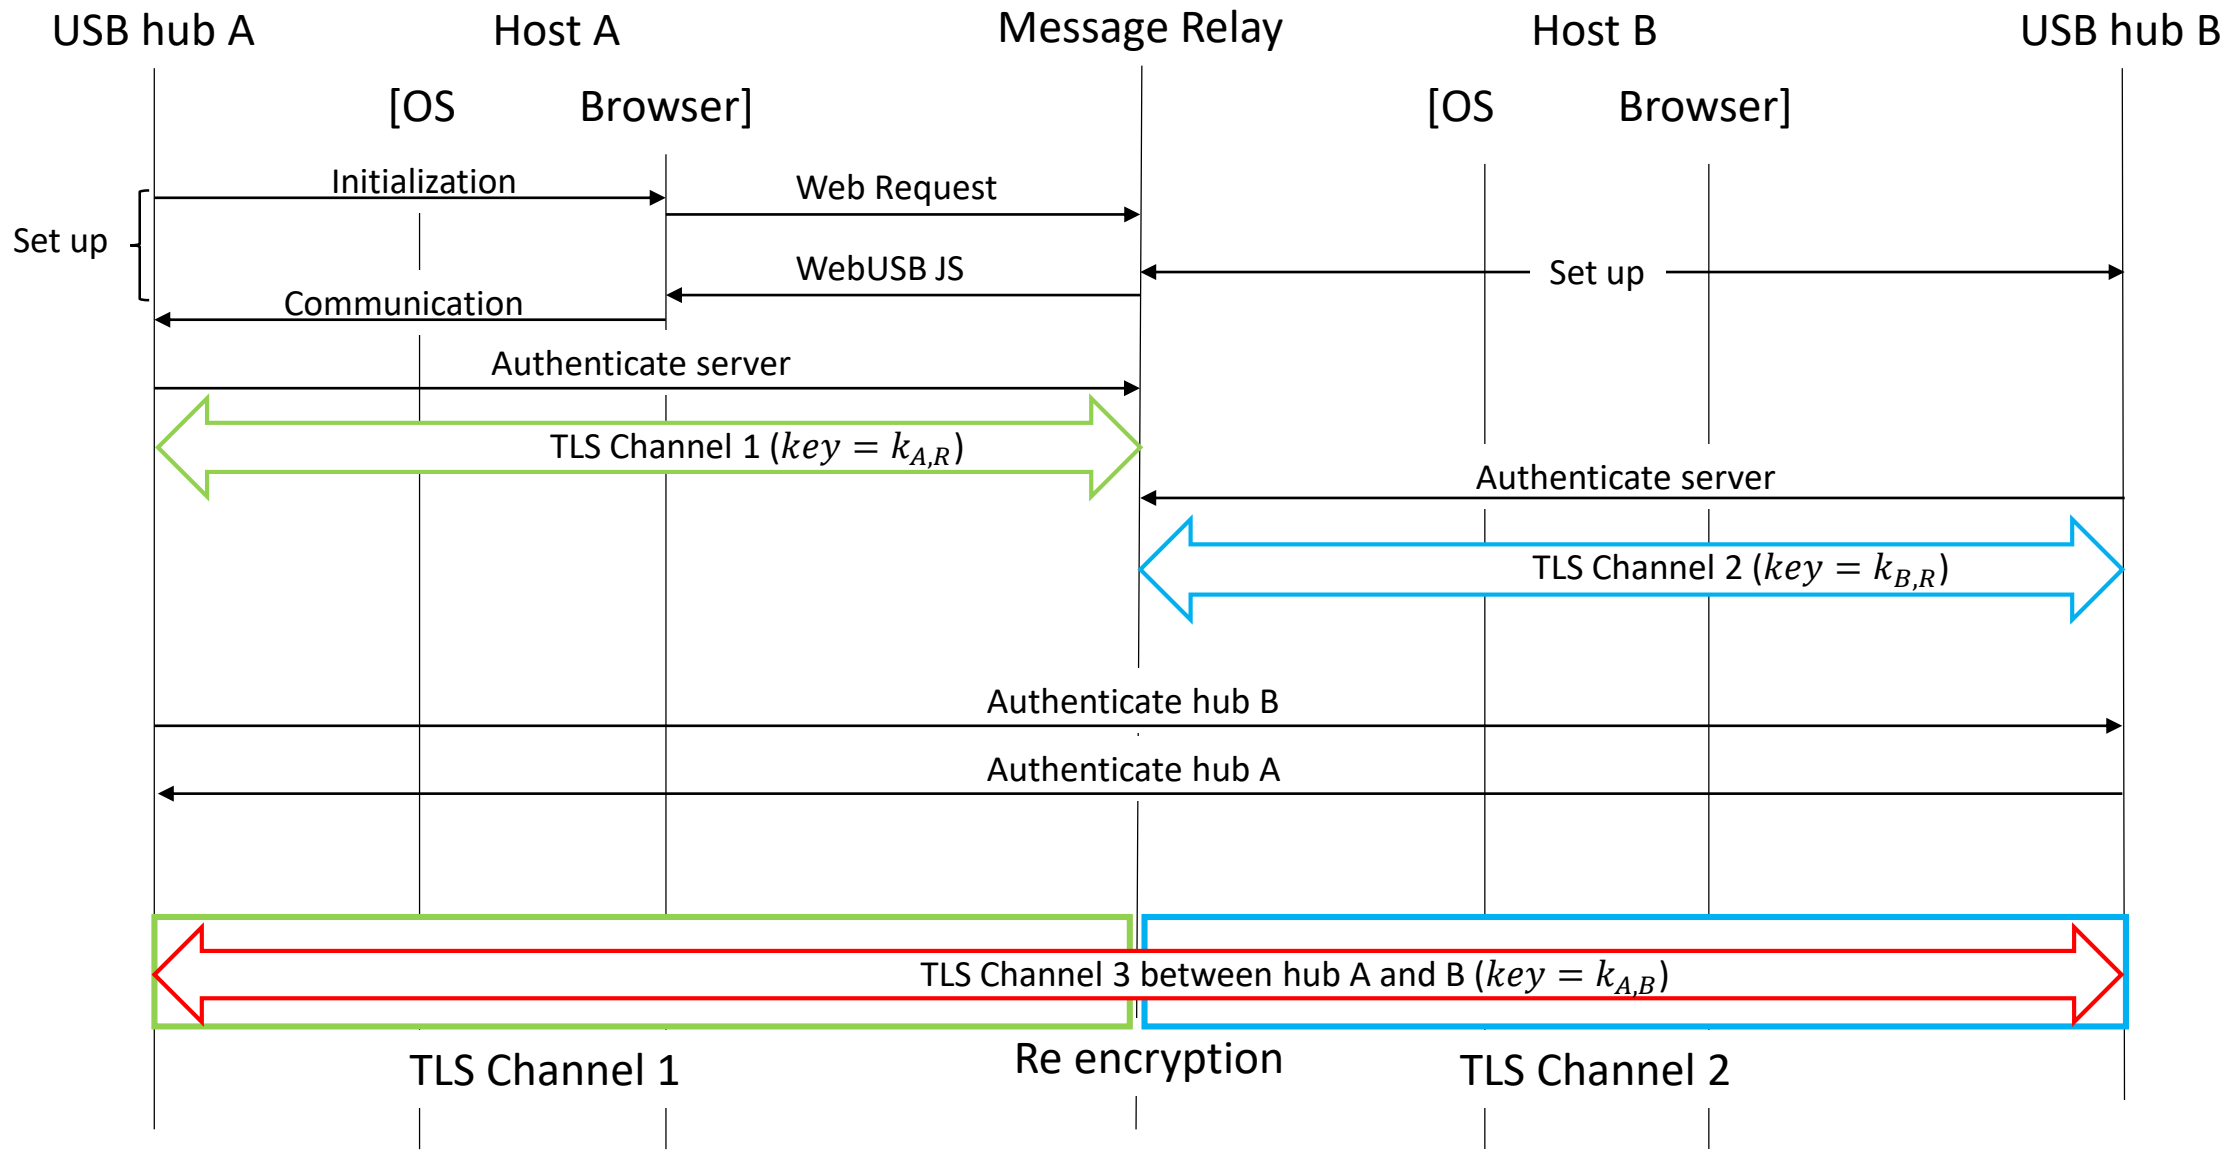 USB hub A
Host A
Message Relay
Host B
USB hub B
[OS
Browser]
[OS
Browser]
Initialization
Web Request
Set up
WebUSB JS
Set up
Communication
Authenticate server
TLS Channel 1 (key = k_{A,R})
Authenticate server
TLS Channel 2 (key = k_{B,R})
Authenticate hub B
Authenticate hub A
TLS Channel 3 between hub A and B (key = k_{A,B})
TLS Channel 1
Re encryption
TLS Channel 2